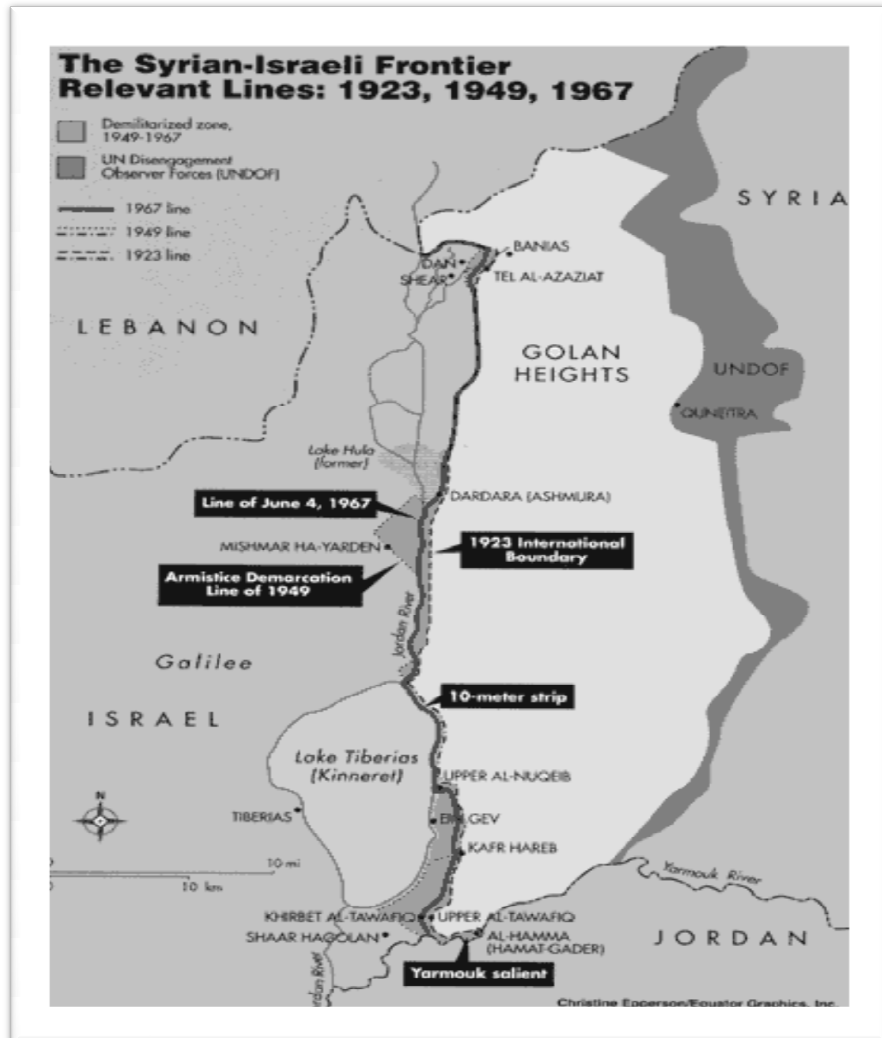 The Syrian-Israeli Frontier
Relevant Lines: 1923, 1949, 1967
Demilitarized zone,
1949-1967
UN Disengagement
Observer Forces (UNDOF)
1967 line
1949 line
1923 line
SYRIA
LEBANON
BANIAS
DAN
SHEAR
TEL AL-AZAZIAT
GOLAN
HEIGHTS
UNDOF
QUNEITRA
Lake Hula
(former)
DARDARA (ASHMURA)
Line of June 4, 1967
MISHMAR HA-YARDEN
1923 International
Boundary
Armistice Demarcation
Line of 1949
Jordan River
Galilee
10-meter strip
ISRAEL
Lake Tiberias
(Kinneret)
UPPER AL-NUQEIB
N
TIBERIAS
GEV
KAFR HAREB
10 mi
10 km
Yarmouk River
KHIRBET AL-TAWAFIQ
UPPER AL-TAWAFIQ
SHAAR HAGOLAN
AL-HAMMA
(HAMAT-GADER)
JORDAN
Yarmouk salient
River
Christine Epperson/Equator Graphics, Inc.